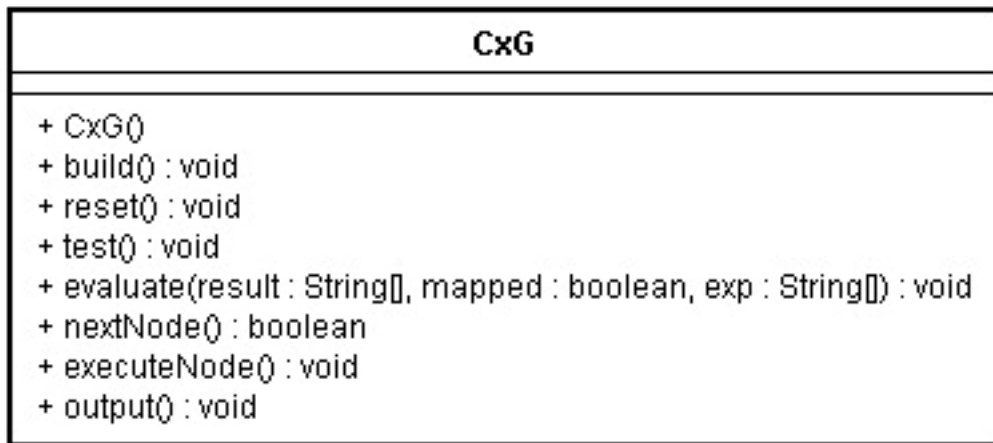 CxG
+ CxG()
+ build() : void
+ reset() : void
+ test() : void
+ evaluate(result : String[], mapped : boolean, exp : String[]) : void
+ nextNode() : boolean
+ executeNode() : void
+ output() : void